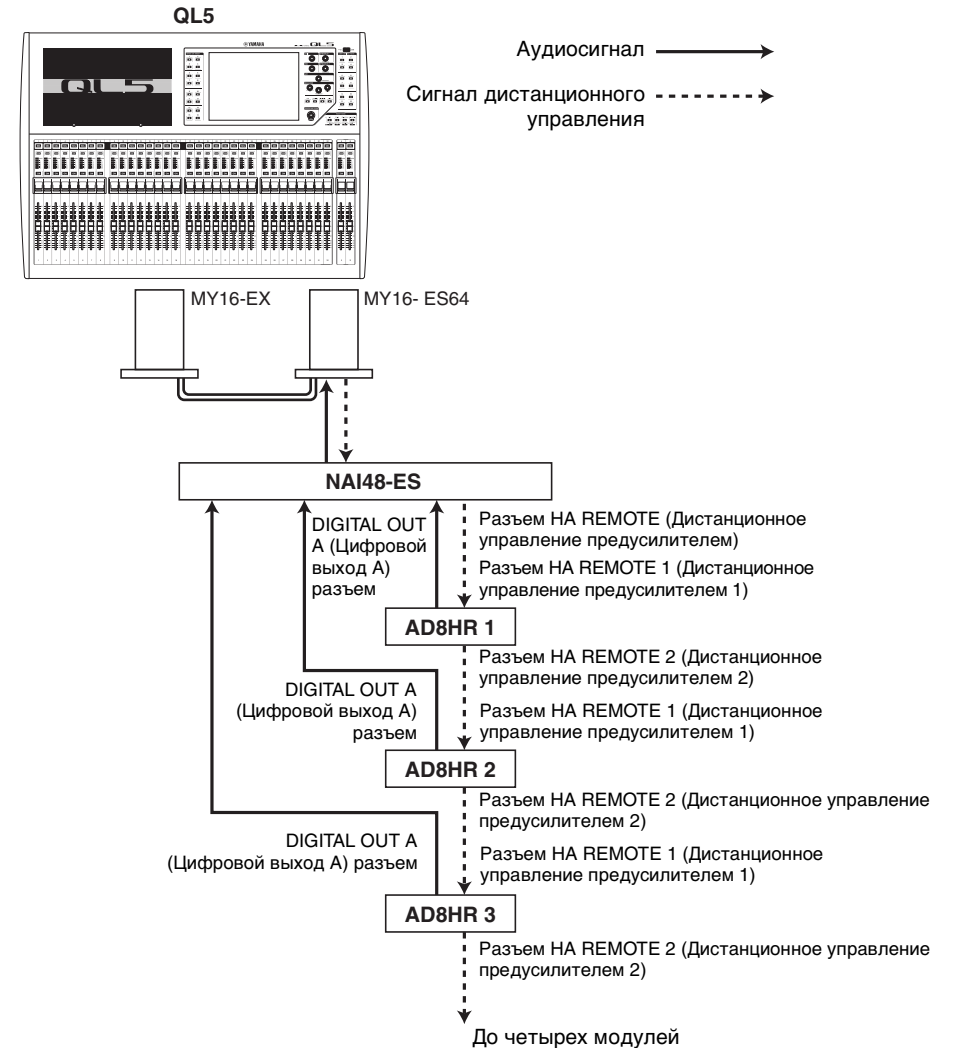 QL5
YAMAHA
QL5
QL5
Аудиосигнал
Сигнал дистанционного
управления
MY16-EX
MY16- ES64
NAI48-ES
DIGITAL OUT
A (Цифровой
выход A)
разъем
Разъем HA REMOTE (Дистанционное
управление предусилителем)
Разъем HA REMOTE 1 (Дистанционное
управление предусилителем 1)
AD8HR 1
Разъем HA REMOTE 2 (Дистанционное
управление предусилителем 2)
DIGITAL OUT A
(Цифровой выход A)
разъем
Разъем HA REMOTE 1 (Дистанционное
управление предусилителем 1)
AD8HR 2
Разъем HA REMOTE 2 (Дистанционное управление
предусилителем 2)
DIGITAL OUT A
(Цифровой выход A) разъем
Разъем HA REMOTE 1 (Дистанционное
управление предусилителем 1)
AD8HR 3
Разъем HA REMOTE 2 (Дистанционное управление
предусилителем 2)
До четырех модулей